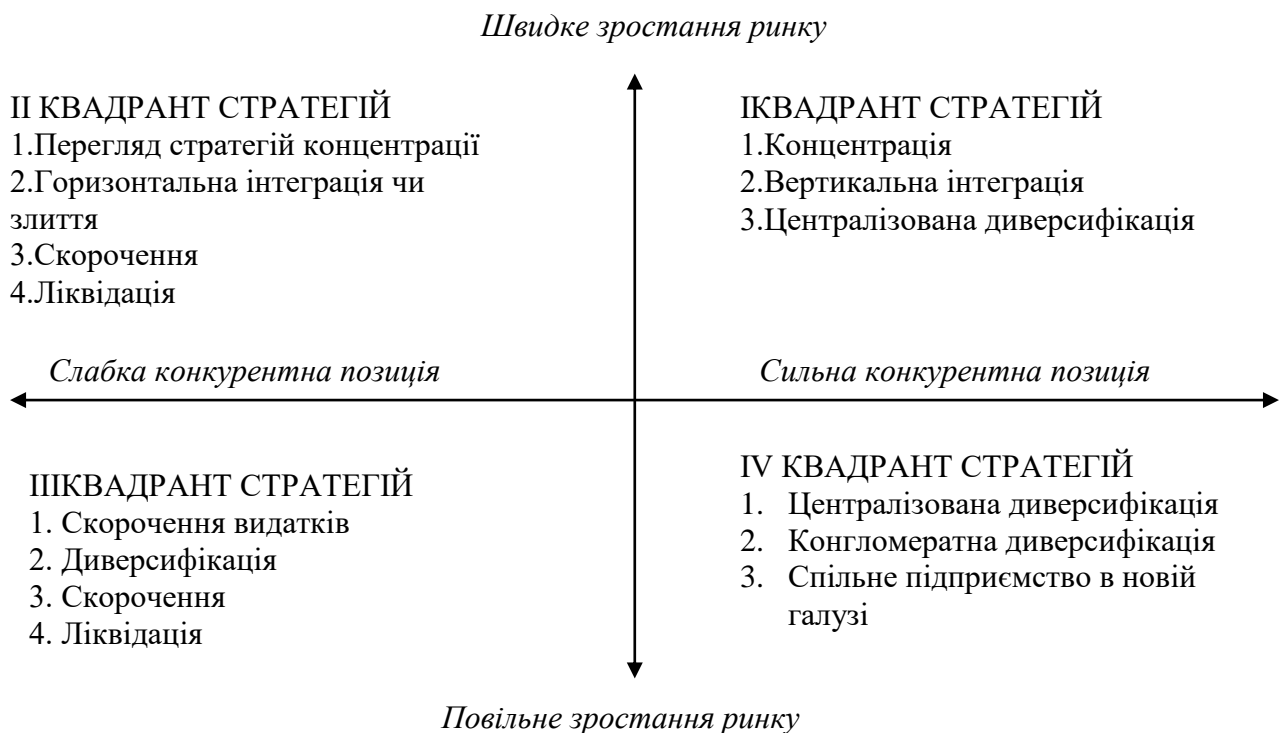 Швидке зростання ринку
ІІ КВАДРАНТ СТРАТЕГІЙ
1.Перегляд стратегій концентрації
2.Горизонтальна інтеграція чи
злиття
3.Скорочення
4.Ліквідація
ІКВАДРАНТ СТРАТЕГІЙ
1.Концентрація
2.Вертикальна інтеграція
3.Централізована диверсифікація
Слабка конкурентна позиція
Сильна конкурентна позиція
ІІІКВАДРАНТ СТРАТЕГІЙ
1. Скорочення видатків
2. Диверсифікація
3. Скорочення
4. Ліквідація
IV КВАДРАНТ СТРАТЕГІЙ
1. Централізована диверсифікація
2. Конгломератна диверсифікація
3. Спільне підприємство в новій
галузі
Повільне зростання ринку